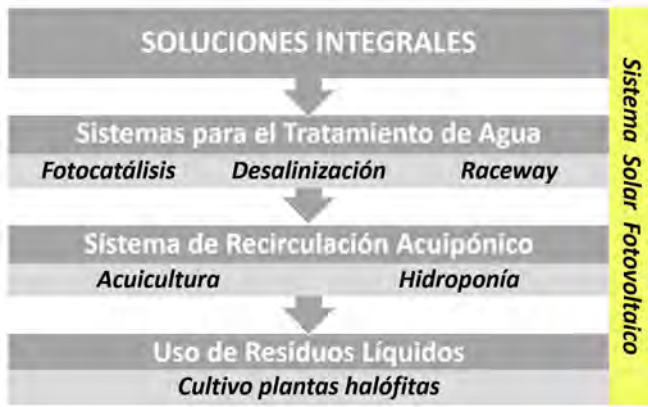 SOLUCIONES INTEGRALES
Sistemas para el Tratamiento de Agua
Fotocatálisis Desalinización Raceway
Sistema de Recirculación Acuipónico
Acuicultura Hidroponía
Uso de Residuos Líquidos
Cultivo plantas halófitas
Sistema Solar Fotovoltaico